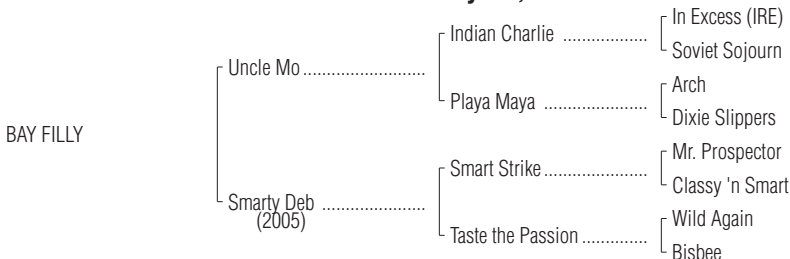 In Excess (IRE)
Indian Charlie ..................
Soviet Sojourn
Uncle Mo..........................
Arch
Playa Maya ......................
Dixie Slippers
BAY FILLY
Mr. Prospector
Smart Strike......................
Classy 'n Smart
Smarty Deb ......................
(2005)
Wild Again
Taste the Passion ..............
Bisbee